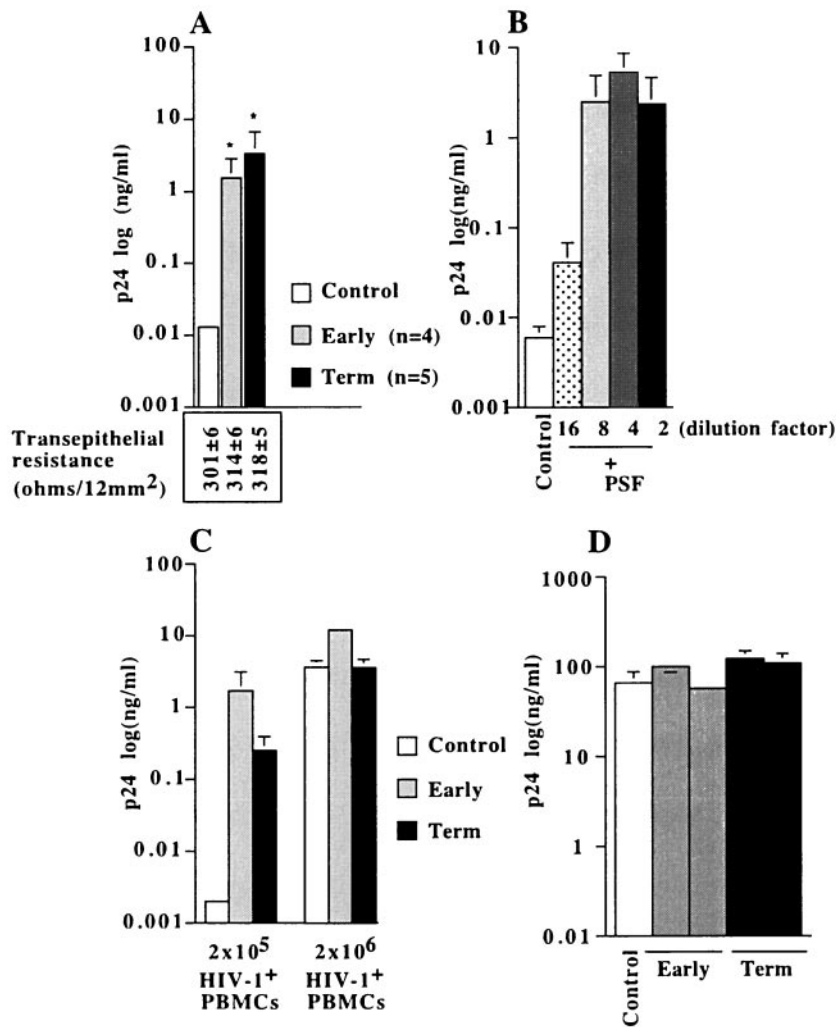 A
100
10
1
0.1
0.01
0.001
p24 log (ng/ml)
*
*
Control
Early (n=4)
Term (n=5)
Transepithelial
resistance
(ohms/12mm²)
301±6
314±6
318±5
B
10
1
0.1
0.01
0.001
p24 log(ng/ml)
Control
16 8 4 2 (dilution factor)
+
PSF
C
100
10
1
0.1
0.01
0.001
p24 log(ng/ml)
Control
Early
Term
2x10⁵ 2x10⁶
HIV-1⁺ HIV-1⁺
PBMCs PBMCs
D
1000
100
10
1
0.01
p24 log(ng/ml)
Control
Early Term